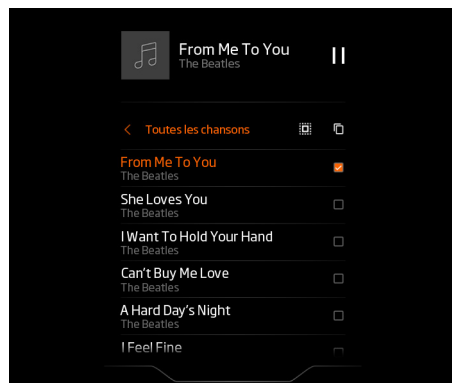 From Me To You
The Beatles
Toutes les chansons
From Me To You
The Beatles
She Loves You
The Beatles
I Want To Hold Your Hand
The Beatles
Can't Buy Me Love
The Beatles
A Hard Day's Night
The Beatles
I Feel Fine